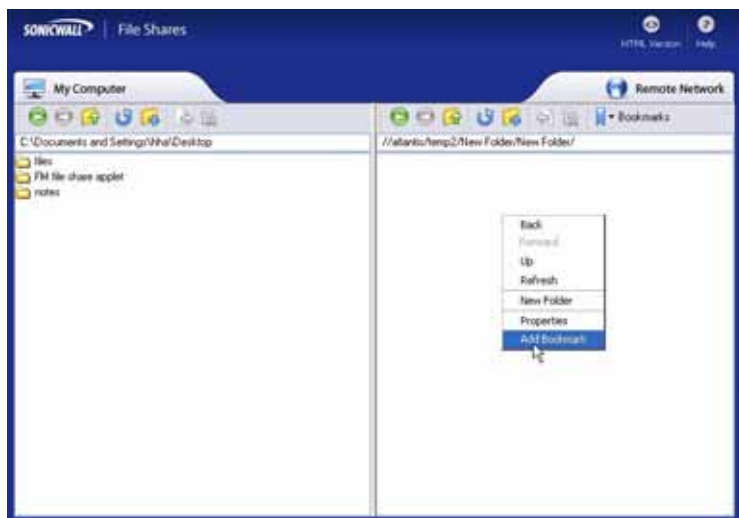 SONICWALL File Shares
HTML Version Help
My Computer
Remote Network
Bookmarks
C:\Documents and Settings\hha\Desktop
//atlantis/temp2/New Folder/New Folder/
files
FM file share applet
notes
Back
Forward
Up
Refresh
New Folder
Properties
Add Bookmark